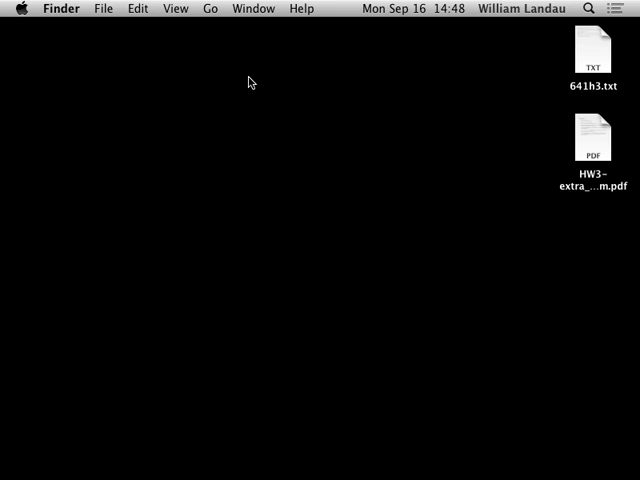 Finder File Edit View Go Window Help Mon Sep 16 14:48 William Landau
TXT
641h3.txt
PDF
HW3-
extra_...m.pdf